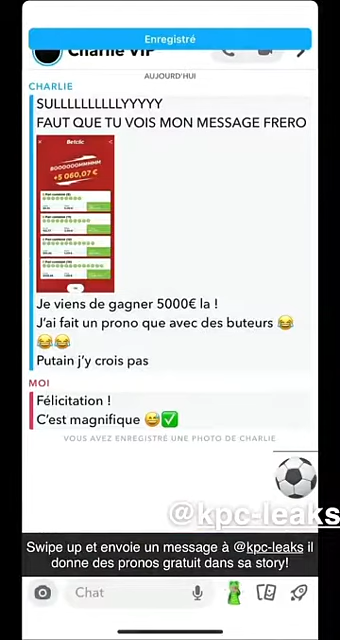 Enregistré
Charlie VIP
AUJOURD'HUI
CHARLIE
SULLLLLLLLLLYYYYY
FAUT QUE TU VOIS MON MESSAGE FRERO
Betclic
+5 060,07 €
Je viens de gagner 5000€ la !
J'ai fait un prono que avec des buteurs 😂
😂😂
Putain j'y crois pas
MOI
Félicitation !
C'est magnifique 😅✅
VOUS AVEZ ENREGISTRÉ UNE PHOTO DE CHARLIE
@kpc-leaks
Swipe up et envoie un message à @kpc-leaks il
donne des pronos gratuit dans sa story!
Chat